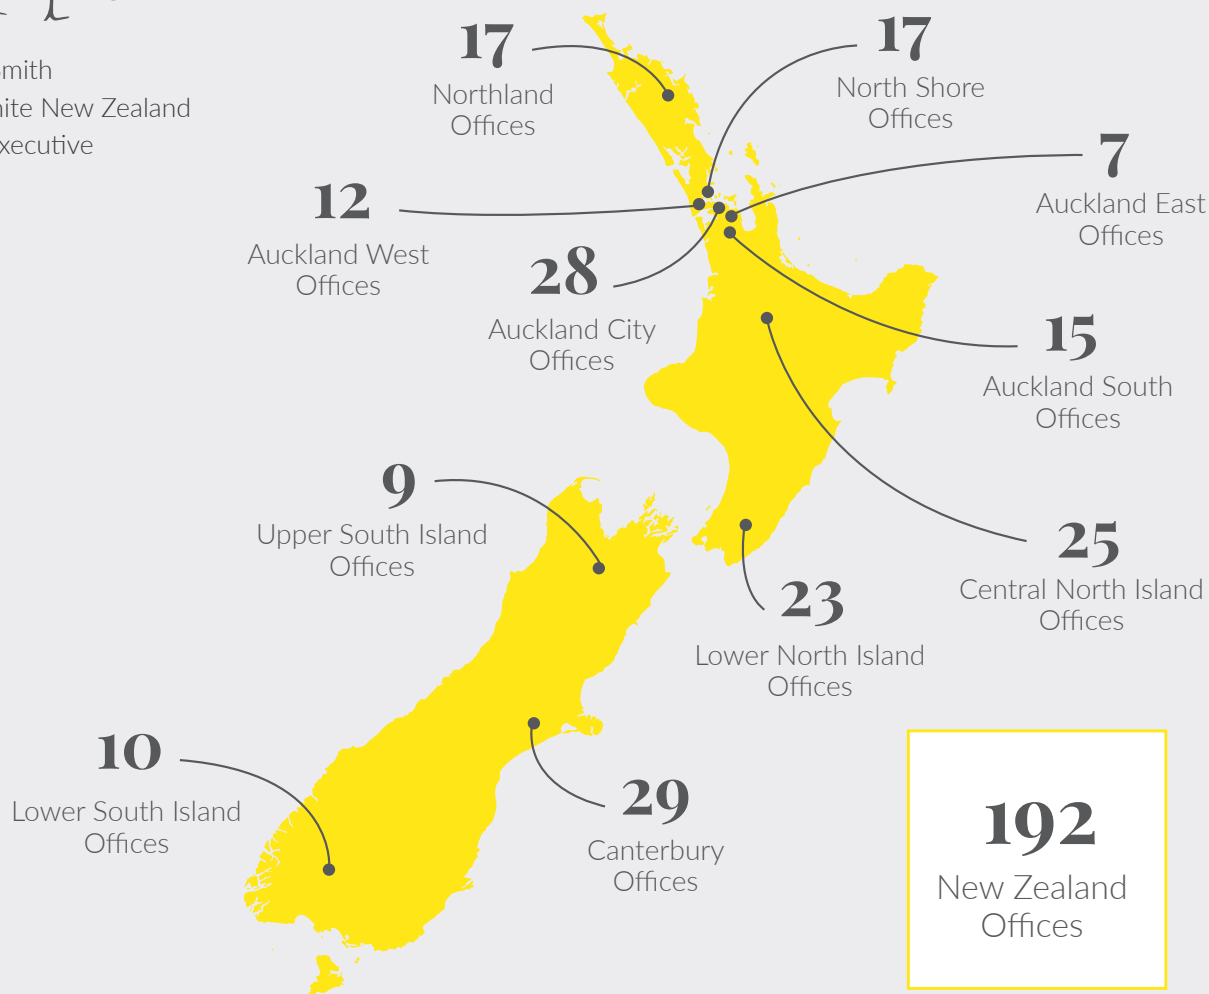 New Zealand
17
Northland
Offices
17
North Shore
Offices
7
Auckland East
Offices
12
Auckland West
Offices
28
Auckland City
Offices
15
Auckland South
Offices
9
Upper South Island
Offices
25
Central North Island
Offices
23
Lower North Island
Offices
10
Lower South Island
Offices
29
Canterbury
Offices
192
New Zealand
Offices